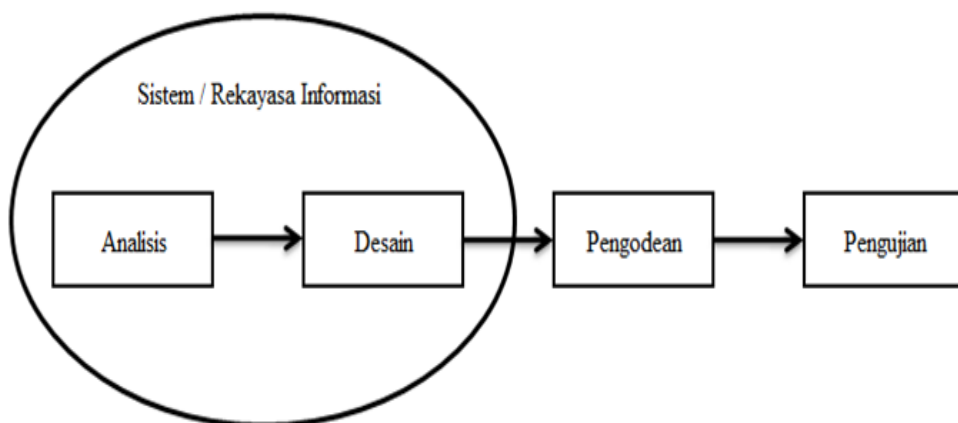 Sistem / Rekayasa Informasi
Analisis
Desain
Pengodean
Pengujian